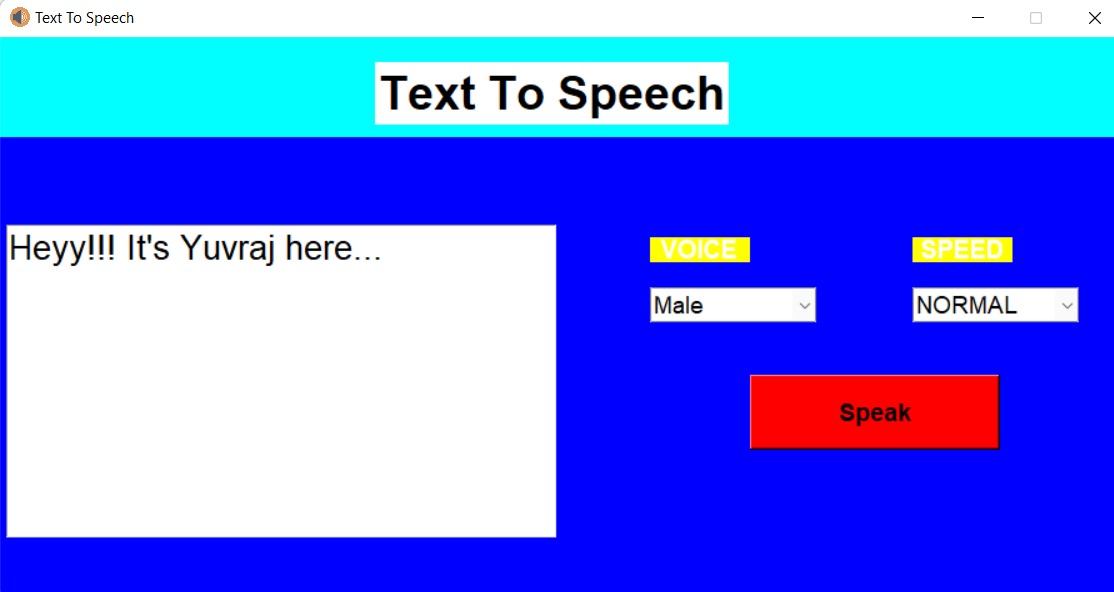 Text To Speech
Text To Speech
Heyy!!! It's Yuvraj here...
VOICE
SPEED
Male
NORMAL
Speak